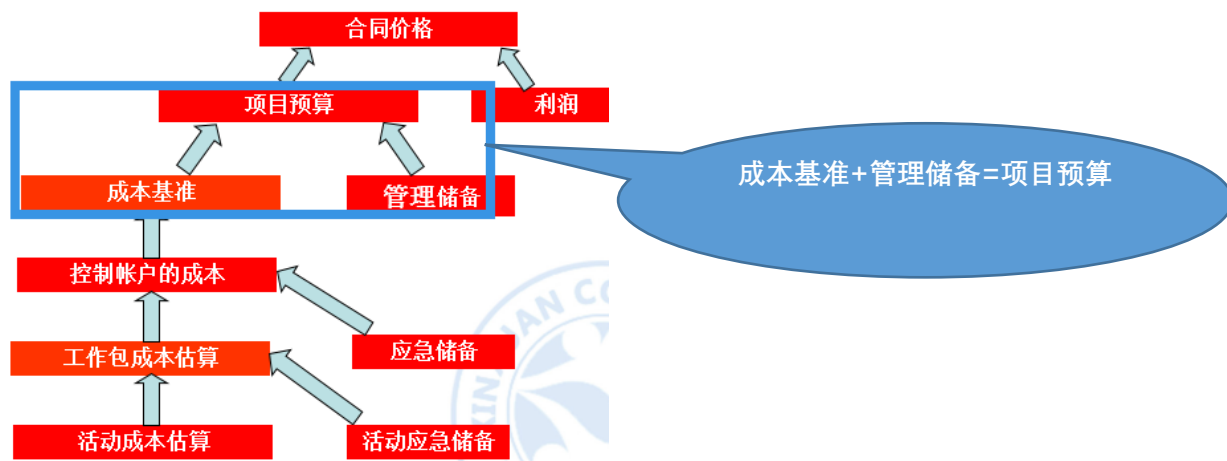 合同价格
项目预算
利润
成本基准+管理储备=项目预算
成本基准
管理储备
控制帐户的成本
工作包成本估算
应急储备
活动成本估算
活动应急储备